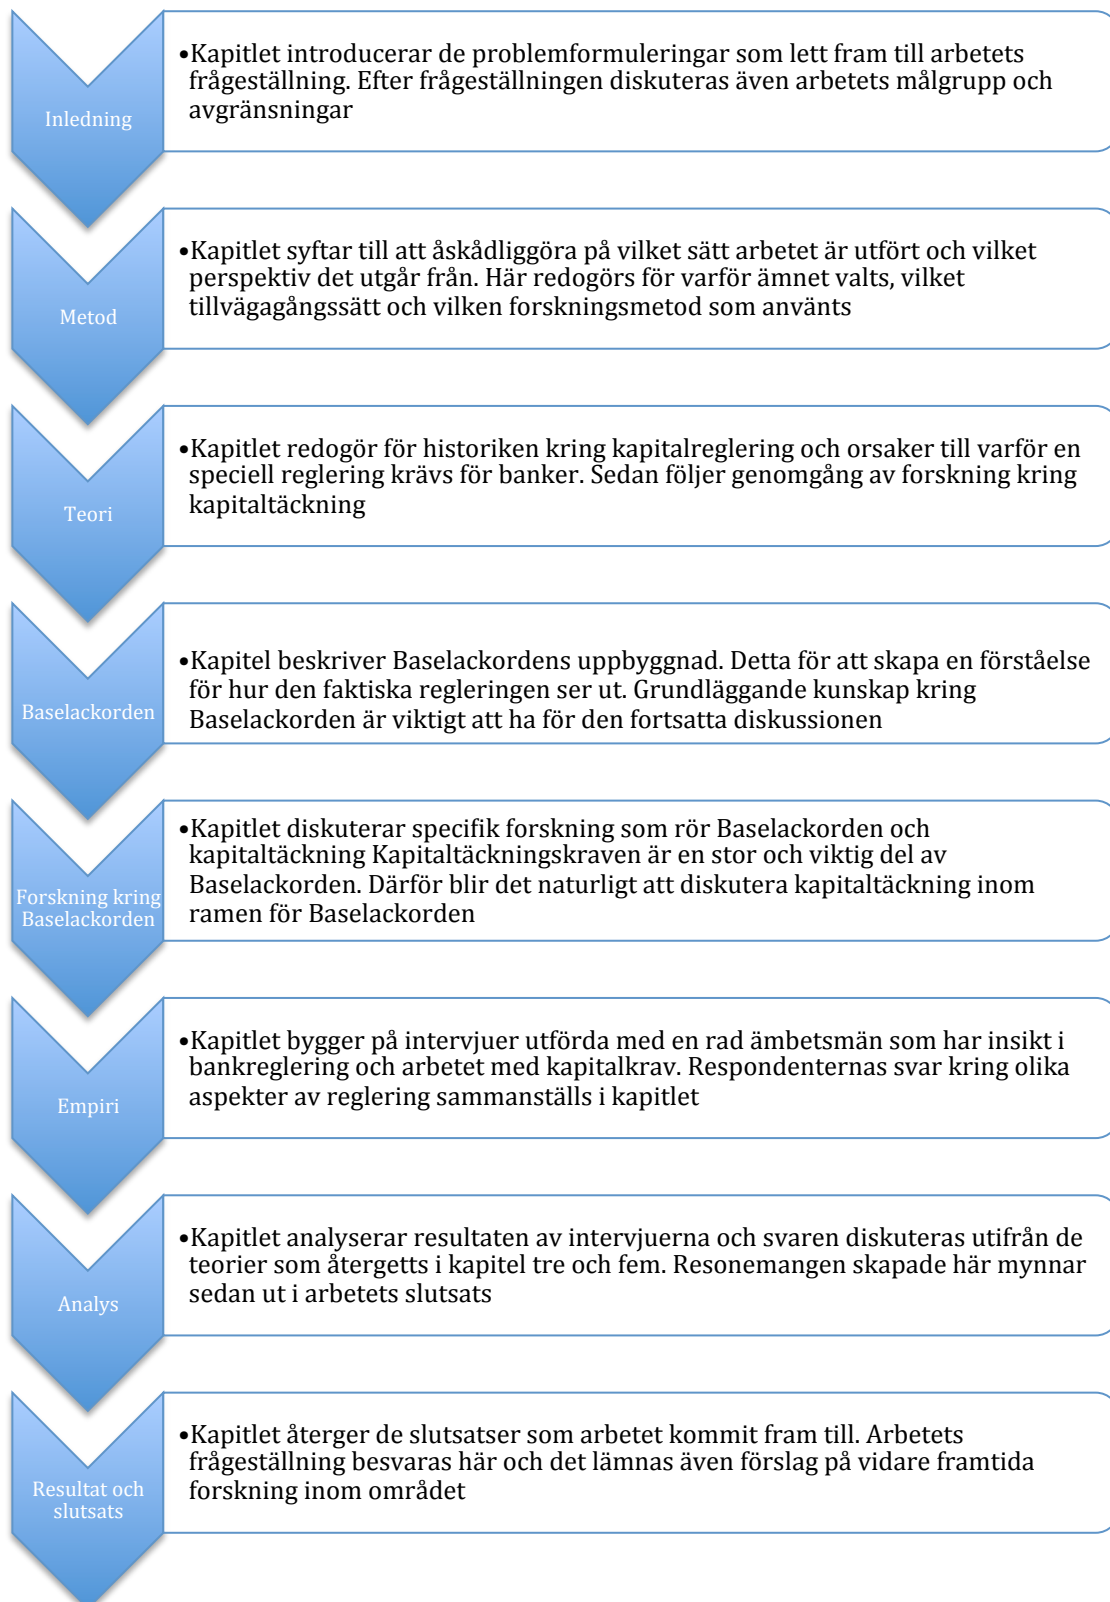 Inledning
•Kapitlet introducerar de problemformuleringar som lett fram till arbetets
frågeställning. Efter frågeställningen diskuteras även arbetets målgrupp och
avgränsningar
Metod
•Kapitlet syftar till att åskådliggöra på vilket sätt arbetet är utfört och vilket
perspektiv det utgår från. Här redogörs för varför ämnet valts, vilket
tillvägagångssätt och vilken forskningsmetod som använts
Teori
•Kapitlet redogör för historiken kring kapitalreglering och orsaker till varför en
speciell reglering krävs för banker. Sedan följer genomgång av forskning kring
kapitaltäckning
Baselackorden
•Kapitel beskriver Baselackordens uppbyggnad. Detta för att skapa en förståelse
för hur den faktiska regleringen ser ut. Grundläggande kunskap kring
Baselackorden är viktigt att ha för den fortsatta diskussionen
Forskning kring
Baselackorden
•Kapitlet diskuterar specifik forskning som rör Baselackorden och
kapitaltäckning Kapitaltäckningskraven är en stor och viktig del av
Baselackorden. Därför blir det naturligt att diskutera kapitaltäckning inom
ramen för Baselackorden
Empiri
•Kapitlet bygger på intervjuer utförda med en rad ämbetsmän som har insikt i
bankreglering och arbetet med kapitalkrav. Respondenternas svar kring olika
aspekter av reglering sammanställs i kapitlet
Analys
•Kapitlet analyserar resultaten av intervjuerna och svaren diskuteras utifrån de
teorier som återgetts i kapitel tre och fem. Resonemangen skapade här mynnar
sedan ut i arbetets slutsats
Resultat och
slutsats
•Kapitlet återger de slutsatser som arbetet kommit fram till. Arbetets
frågeställning besvaras här och det lämnas även förslag på vidare framtida
forskning inom området